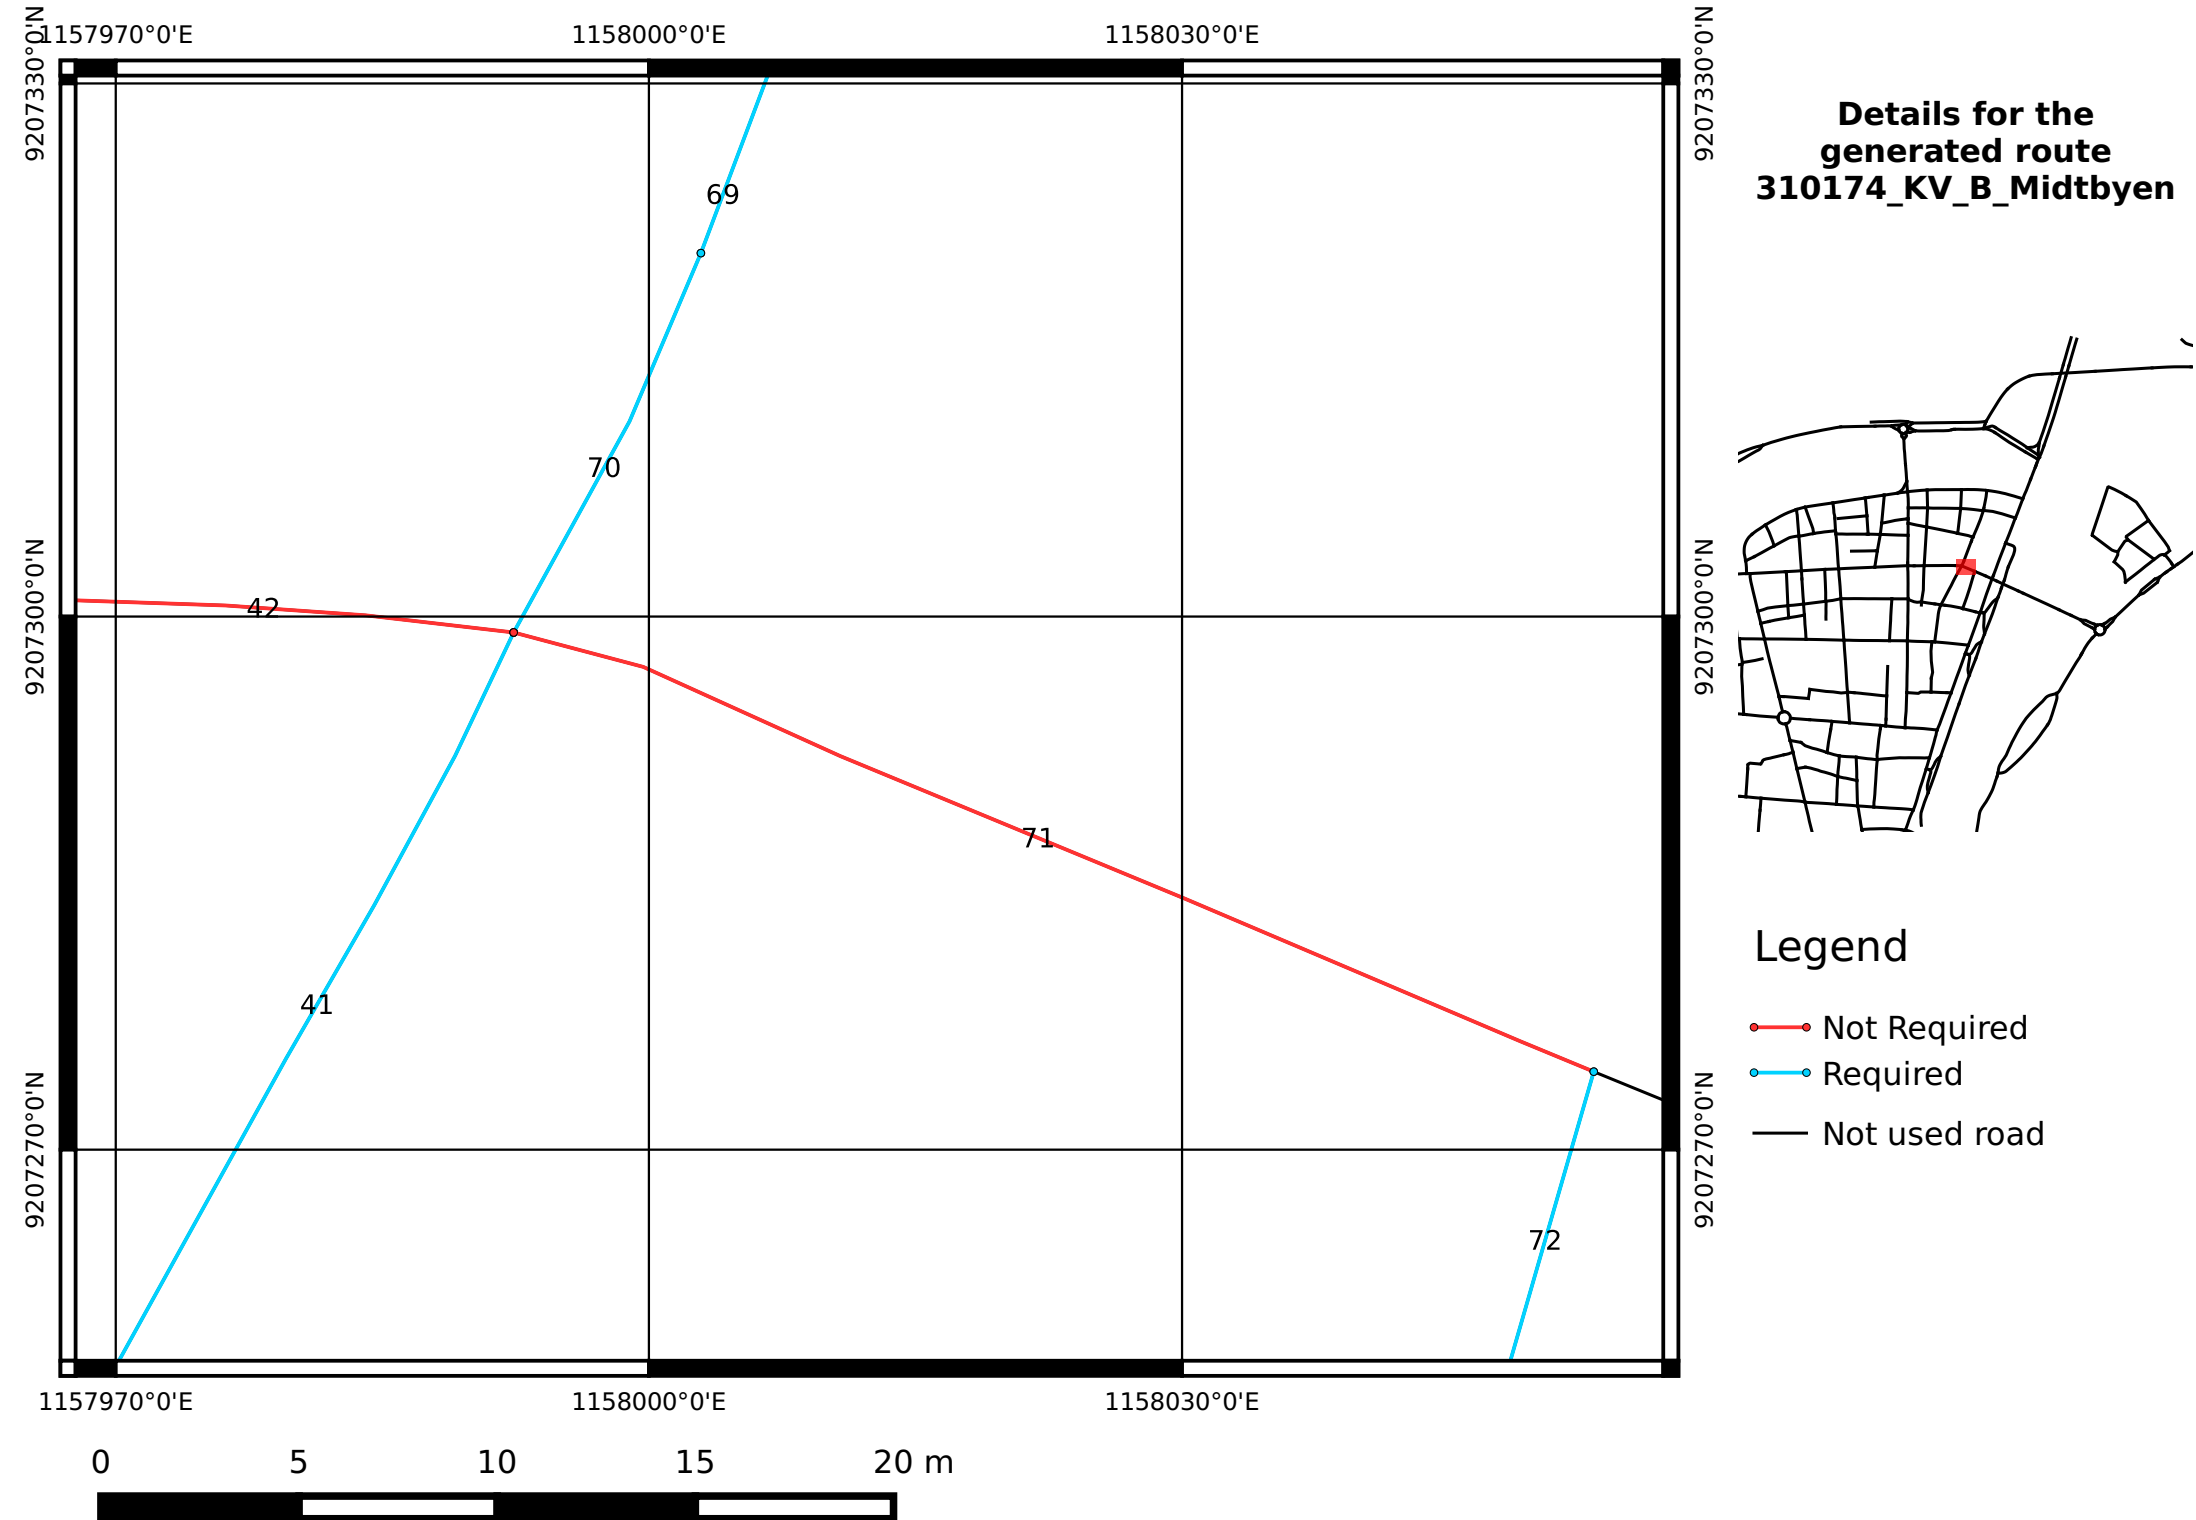 1157970°0'E 1158000°0'E 1158030°0'E
9207330°0'N
9207330°0'N
Details for the
generated route
310174_KV_B_Midtbyen
69
70
9207300°0'N
42
9207300°0'N
71
Legend
41
Not Required
Required
Not used road
9207270°0'N
9207270°0'N
72
1157970°0'E 1158000°0'E 1158030°0'E
0 5 10 15 20 m